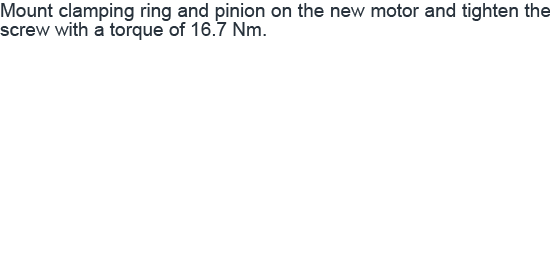 Mount clamping ring and pinion on the new motor and tighten the
screw with a torque of 16.7 Nm.